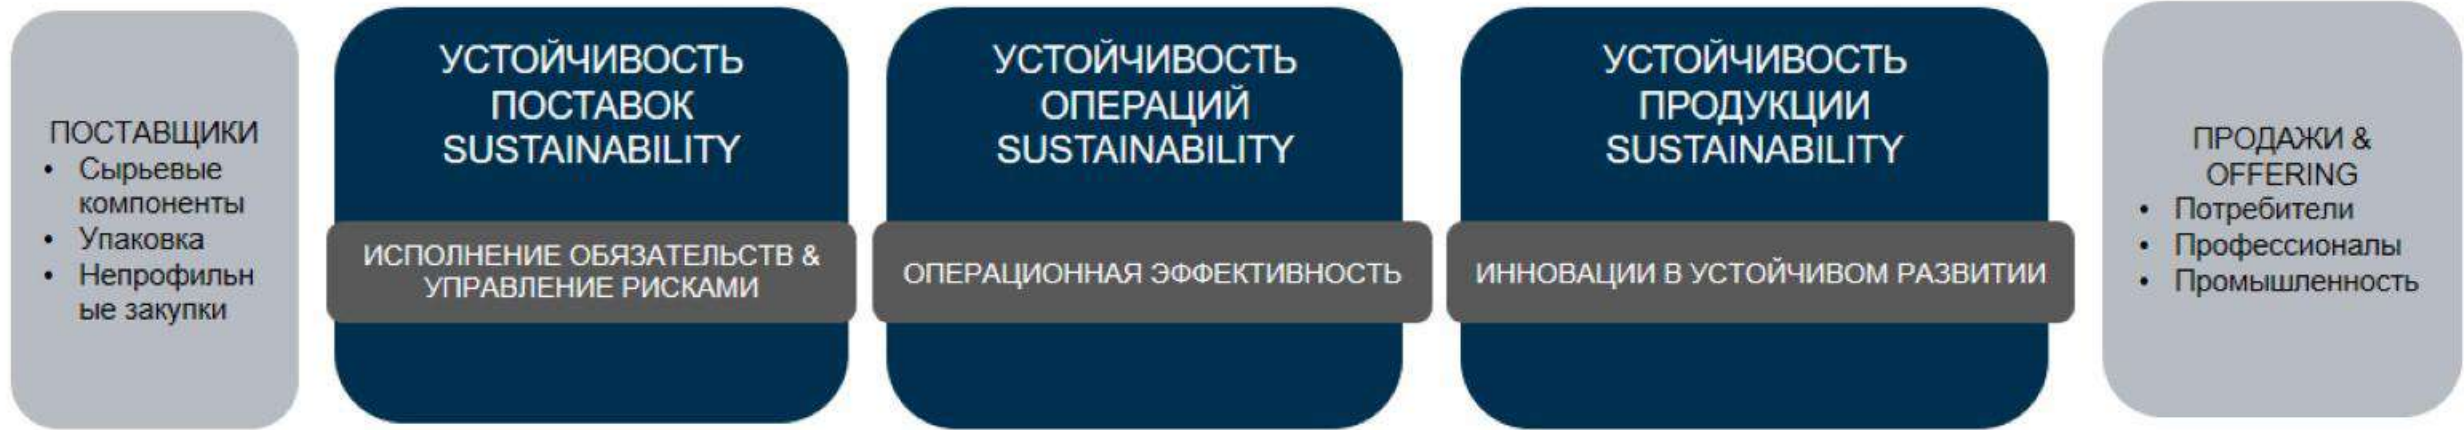 ПОСТАВЩИКИ
• Сырьевые
компоненты
• Упаковка
• Непрофильн
ые закупки
УСТОЙЧИВОСТЬ
ПОСТАВОК
SUSTAINABILITY
ИСПОЛНЕНИЕ ОБЯЗАТЕЛЬСТВ &
УПРАВЛЕНИЕ РИСКАМИ
УСТОЙЧИВОСТЬ
ОПЕРАЦИЙ
SUSTAINABILITY
ОПЕРАЦИОННАЯ ЭФФЕКТИВНОСТЬ
УСТОЙЧИВОСТЬ
ПРОДУКЦИИ
SUSTAINABILITY
ИННОВАЦИИ В УСТОЙЧИВОМ РАЗВИТИИ
ПРОДАЖИ &
OFFERING
• Потребители
• Профессионалы
• Промышленность